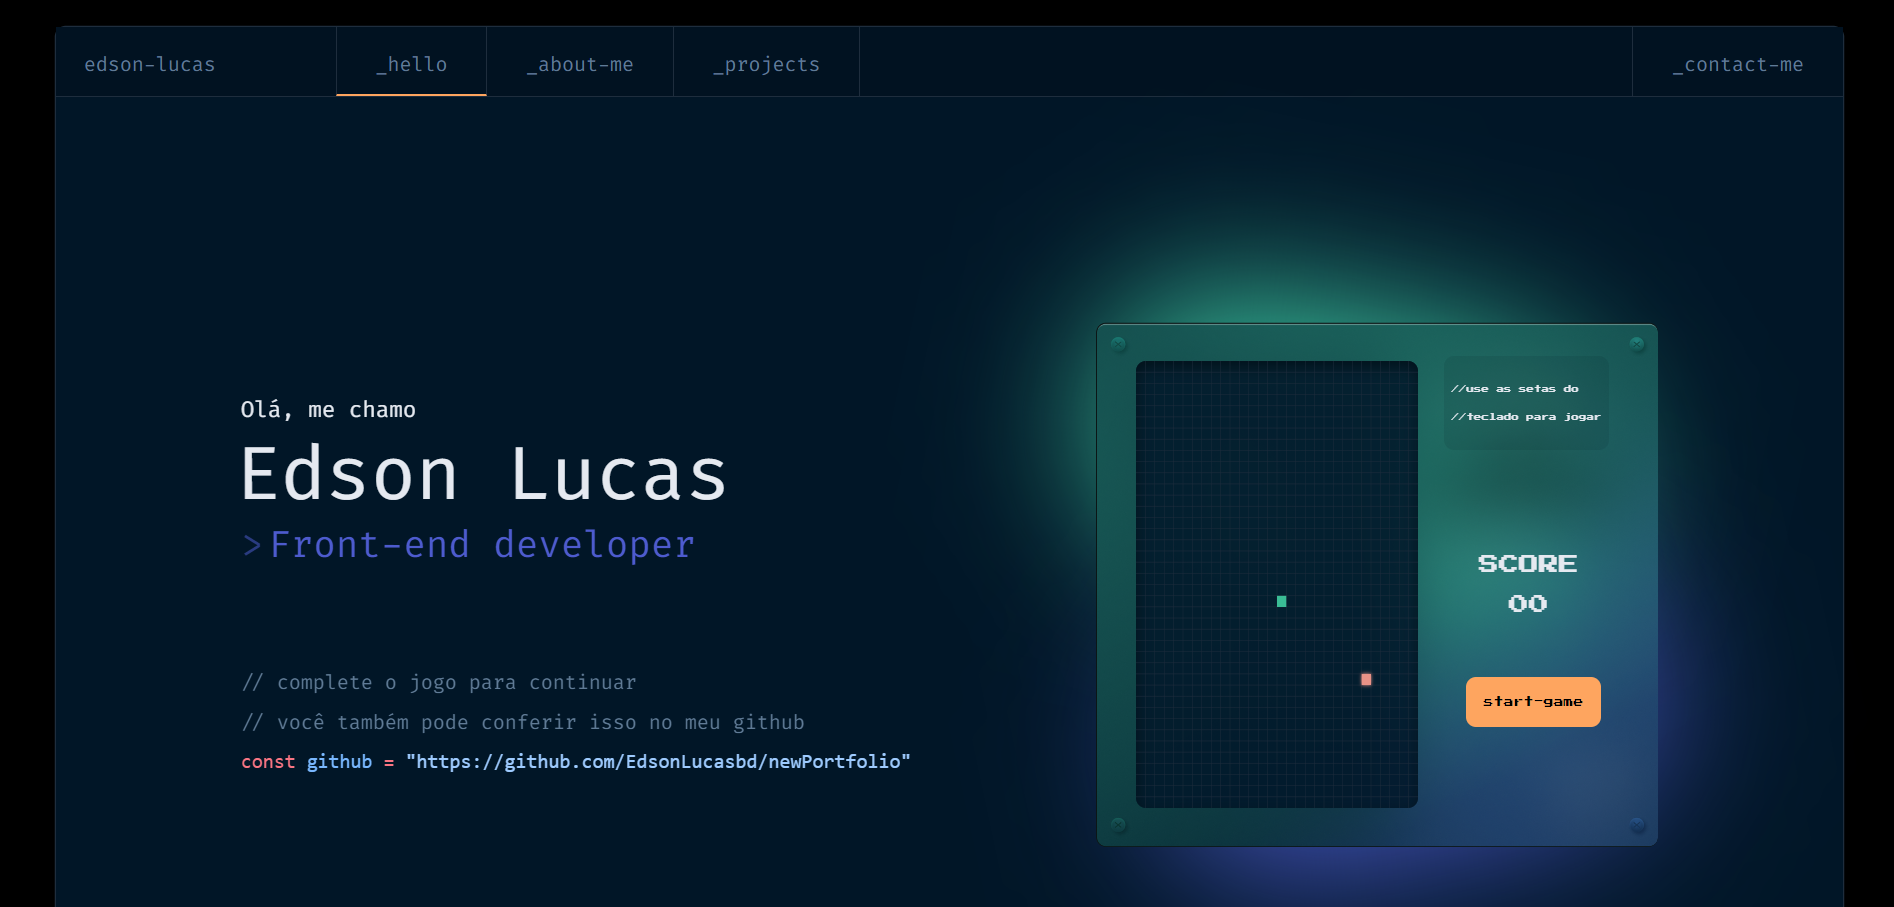 edson-lucas
_hello
_about-me
_projects
_contact-me
Olá, me chamo
Edson Lucas
>Front-end developer
// complete o jogo para continuar
// você também pode conferir isso no meu github
const github = "https://github.com/EdsonLucasbd/newPortfolio"
//use as setas do
//teclado para jogar
SCORE
00
start-game